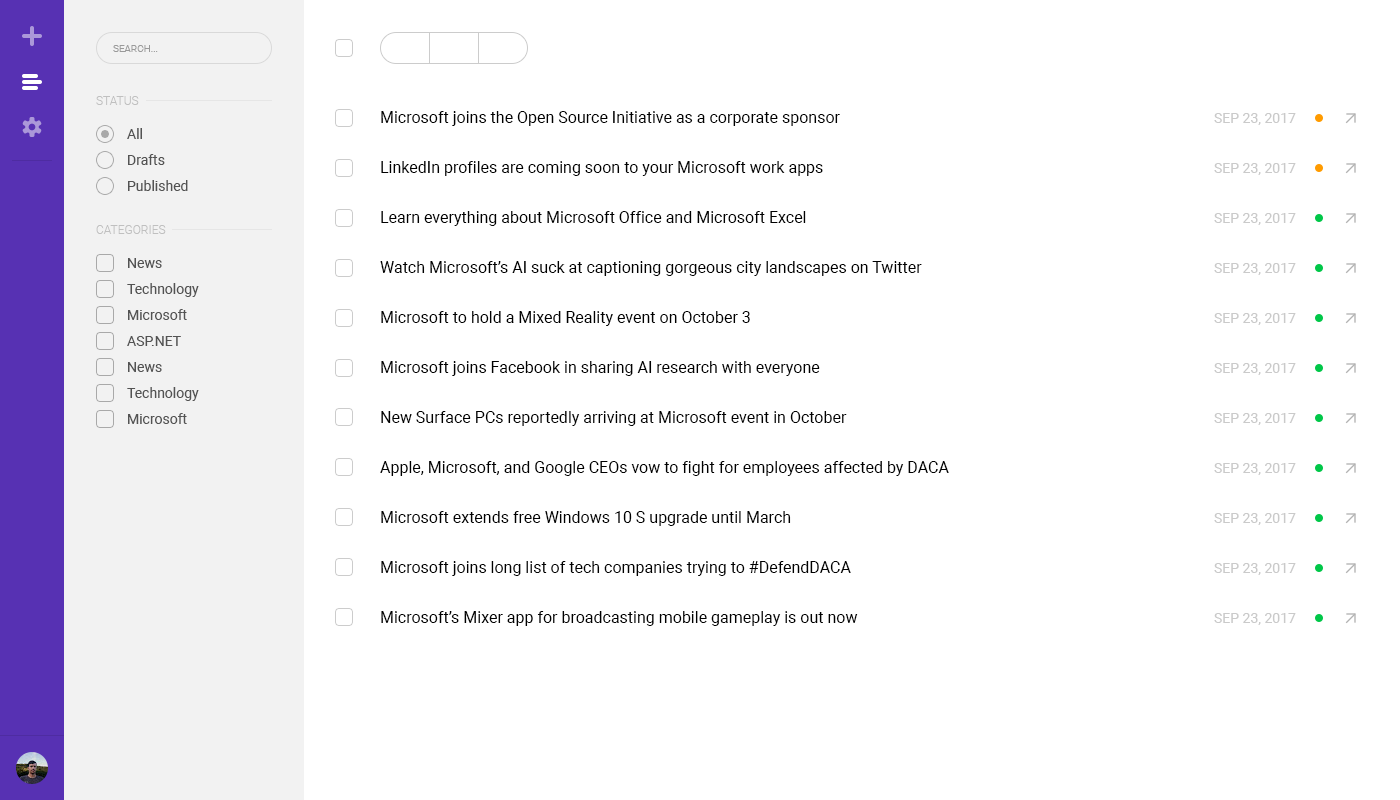 SEARCH...
STATUS
All
Drafts
Published
CATEGORIES
News
Technology
Microsoft
ASP.NET
News
Technology
Microsoft
Microsoft joins the Open Source Initiative as a corporate sponsor SEP 23, 2017
LinkedIn profiles are coming soon to your Microsoft work apps SEP 23, 2017
Learn everything about Microsoft Office and Microsoft Excel SEP 23, 2017
Watch Microsoft’s AI suck at captioning gorgeous city landscapes on Twitter SEP 23, 2017
Microsoft to hold a Mixed Reality event on October 3 SEP 23, 2017
Microsoft joins Facebook in sharing AI research with everyone SEP 23, 2017
New Surface PCs reportedly arriving at Microsoft event in October SEP 23, 2017
Apple, Microsoft, and Google CEOs vow to fight for employees affected by DACA SEP 23, 2017
Microsoft extends free Windows 10 S upgrade until March SEP 23, 2017
Microsoft joins long list of tech companies trying to #DefendDACA SEP 23, 2017
Microsoft’s Mixer app for broadcasting mobile gameplay is out now SEP 23, 2017